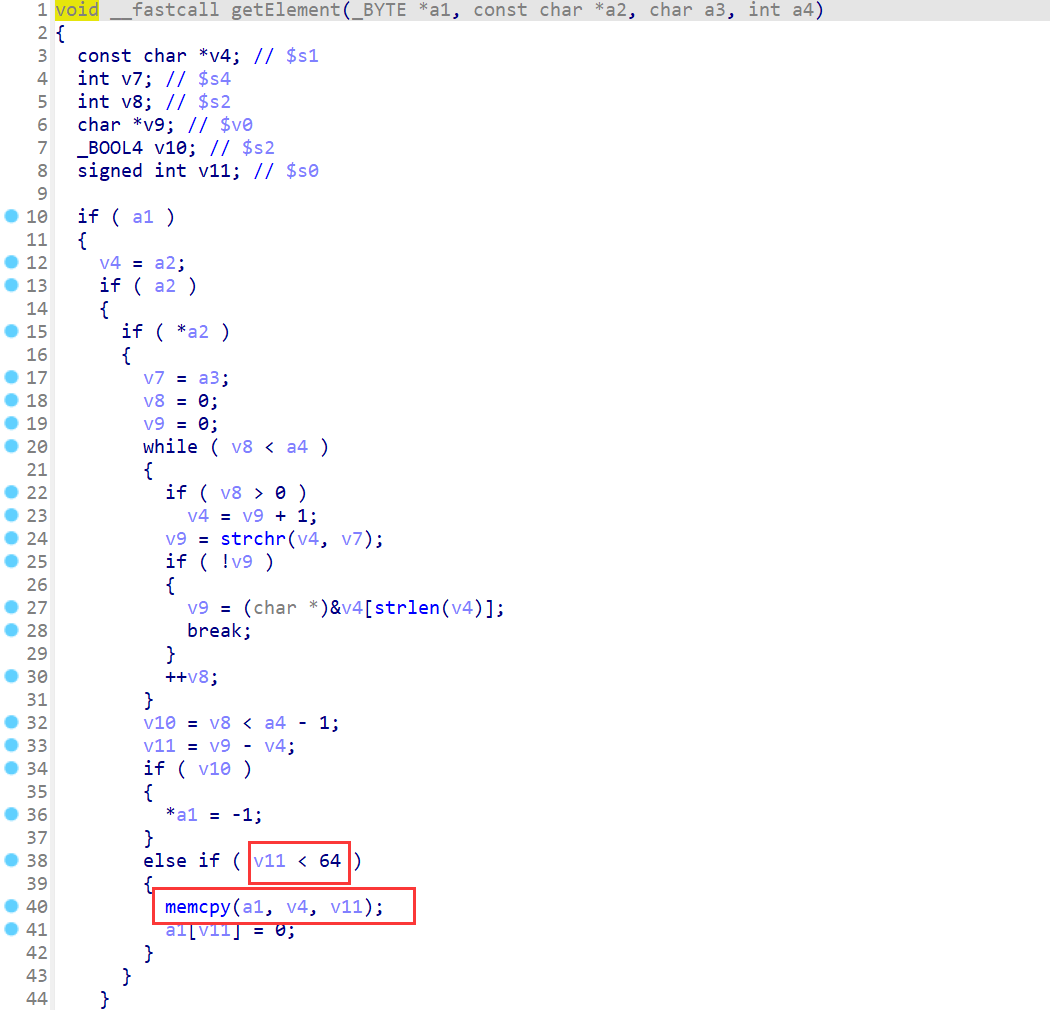 1 void __fastcall getElement(_BYTE *a1, const char *a2, char a3, int a4)
2 {
3 const char *v4; // $s1
4 int v7; // $s4
5 int v8; // $s2
6 char *v9; // $v0
7 _BOOL4 v10; // $s2
8 signed int v11; // $s0
9
10 if ( a1 )
11 {
12 v4 = a2;
13 if ( a2 )
14 {
15 if ( *a2 )
16 {
17 v7 = a3;
18 v8 = 0;
19 v9 = 0;
20 while ( v8 < a4 )
21 {
22 if ( v8 > 0 )
23 v4 = v9 + 1;
24 v9 = strchr(v4, v7);
25 if ( !v9 )
26 {
27 v9 = (char *)&v4[strlen(v4)];
28 break;
29 }
30 ++v8;
31 }
32 v10 = v8 < a4 - 1;
33 v11 = v9 - v4;
34 if ( v10 )
35 {
36 *a1 = -1;
37 }
38 else if ( v11 < 64 )
39 {
40 memcpy(a1, v4, v11);
41 a1[v11] = 0;
42 }
43 }
44 }